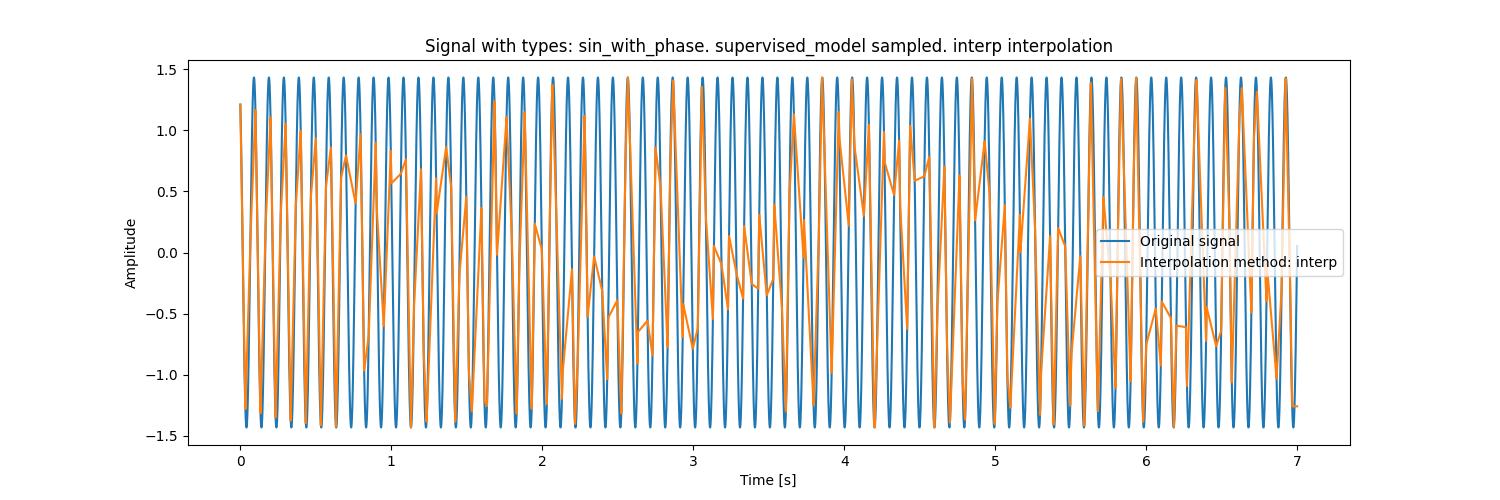 Signal with types: sin_with_phase. supervised_model sampled. interp interpolation
Amplitude
1.5
1.0
0.5
0.0
−0.5
−1.0
−1.5
Original signal
Interpolation method: interp
0 1 2 3 4 5 6 7
Time [s]